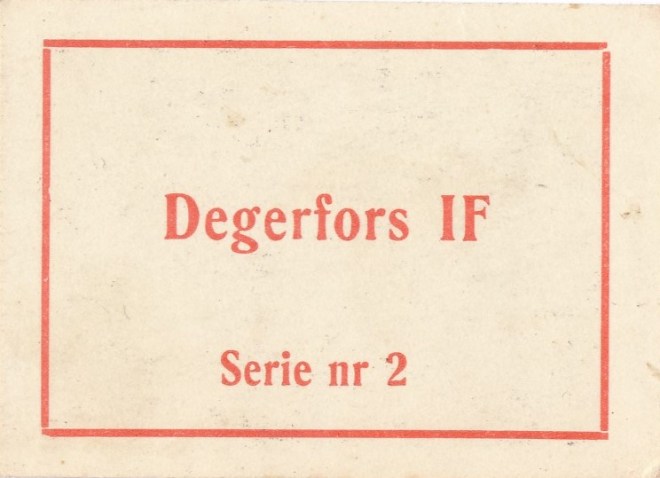 Degerfors IF
Serie nr 2